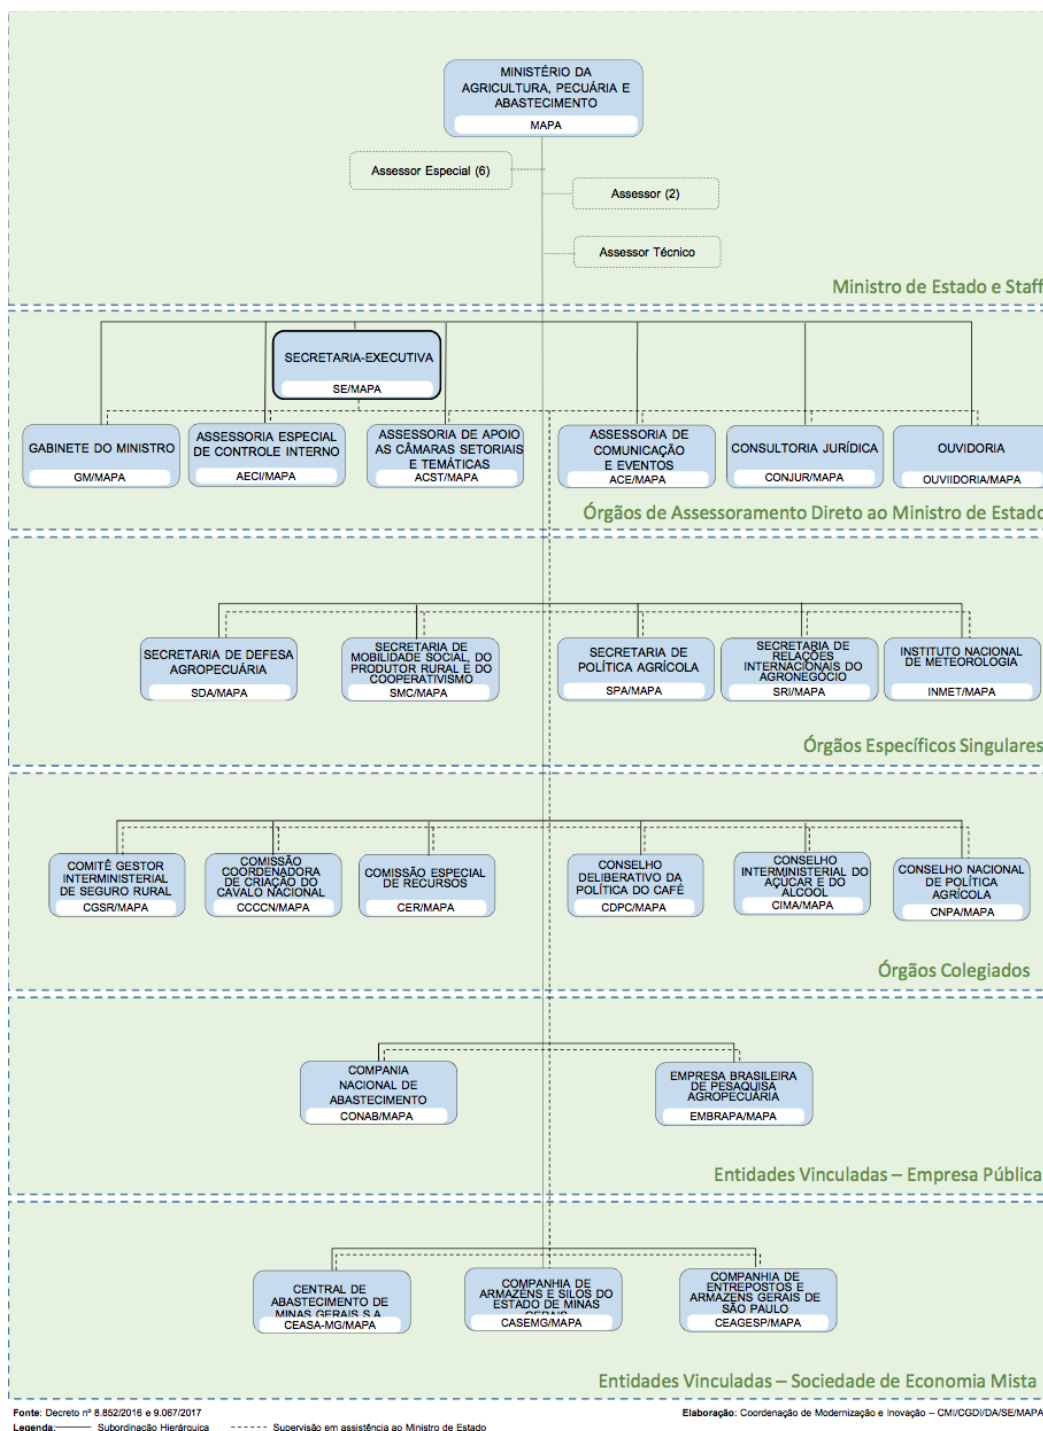 MINISTÉRIO DA
AGRICULTURA, PECUÁRIA E
ABASTECIMENTO
MAPA
Assessor Especial (6)
Assessor (2)
Assessor Técnico
Ministro de Estado e Staff
SECRETARIA-EXECUTIVA
SE/MAPA
GABINETE DO MINISTRO
GM/MAPA
ASSESSORIA ESPECIAL
DE CONTROLE INTERNO
AECI/MAPA
ASSESSORIA DE APOIO
AS CÂMARAS SETORIAIS
E TEMÁTICAS
ACST/MAPA
ASSESSORIA DE
COMUNICAÇÃO
E EVENTOS
ACE/MAPA
CONSULTORIA JURÍDICA
CONJUR/MAPA
OUVIDORIA
OUVIIDORIA/MAPA
Órgãos de Assessoramento Direto ao Ministro de Estado
SECRETARIA DE DEFESA
AGROPECUÁRIA
SDA/MAPA
SECRETARIA DE
MOBILIDADE SOCIAL, DO
PRODUTOR RURAL E DO
COOPERATIVISMO
SMC/MAPA
SECRETARIA DE
POLÍTICA AGRÍCOLA
SPA/MAPA
SECRETARIA DE
RELAÇÕES
INTERNACIONAIS DO
AGRONEGÓCIO
SRI/MAPA
INSTITUTO NACIONAL
DE METEOROLOGIA
INMET/MAPA
Órgãos Específicos Singulares
COMITÊ GESTOR
INTERMINISTERIAL
DE SEGURO RURAL
CGSR/MAPA
COMISSÃO
COORDENADORA
DE CRIAÇÃO DO
CAVALO NACIONAL
CCCCN/MAPA
COMISSÃO ESPECIAL
DE RECURSOS
CER/MAPA
CONSELHO
DELIBERATIVO DA
POLÍTICA DO CAFÉ
CDPC/MAPA
CONSELHO
INTERMINISTERIAL DO
AÇÚCAR E DO
ÁLCOOL
CIMA/MAPA
CONSELHO NACIONAL
DE POLÍTICA
AGRÍCOLA
CNPA/MAPA
Órgãos Colegiados
COMPANIA
NACIONAL DE
ABASTECIMENTO
CONAB/MAPA
EMPRESA BRASILEIRA
DE PESAQUISA
AGROPECUÁRIA
EMBRAPA/MAPA
Entidades Vinculadas – Empresa Pública
CENTRAL DE
ABASTECIMENTO DE
MINAS GERAIS S.A
CEASA-MG/MAPA
COMPANHIA DE
ARMAZENS E SILOS DO
ESTADO DE MINAS
GERAIS
CASEMG/MAPA
COMPANHIA DE
ENTREPOSTOS E
ARMAZENS GERAIS DE
SÃO PAULO
CEAGESP/MAPA
Entidades Vinculadas – Sociedade de Economia Mista
Fonte: Decreto nº 8.852/2016 e 9.067/2017
Elaboração: Coordenação de Modernização e Inovação – CMI/CGDI/DA/SE/MAPA
Legenda: Subordinação Hierárquica Supervisão em assistência ao Ministro de Estado